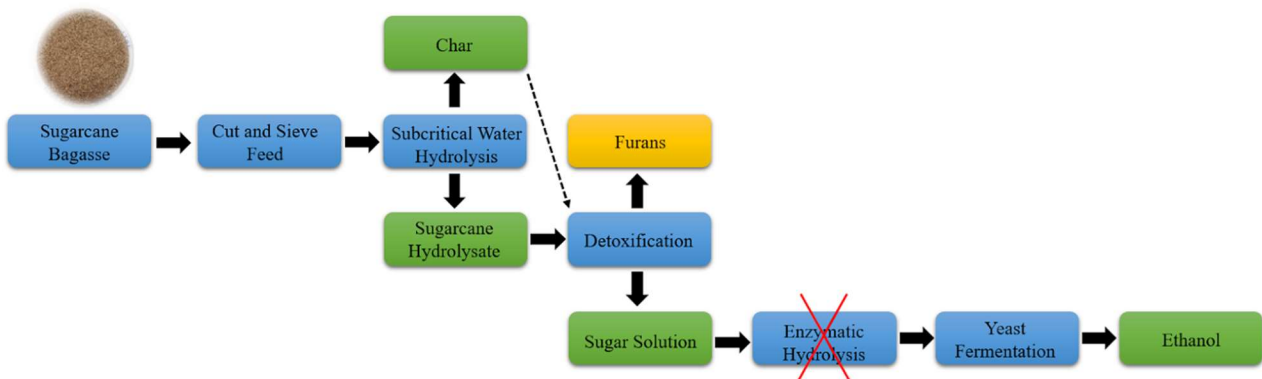 Char
Sugarcane
Bagasse
Cut and Sieve
Feed
Subcritical Water
Hydrolysis
Furans
Sugarcane
Hydrolysate
Detoxification
Sugar Solution
Enzymatic
Hydrolysis
Yeast
Fermentation
Ethanol